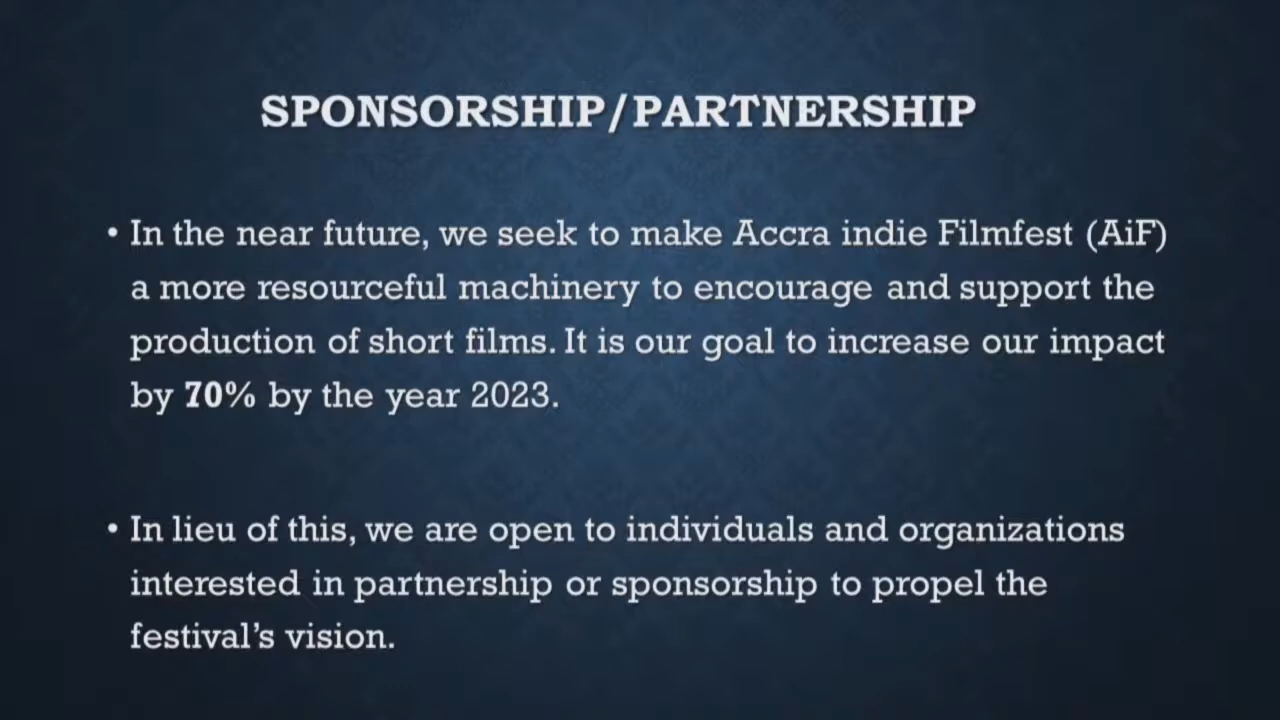 SPONSORSHIP/PARTNERSHIP
• In the near future, we seek to make Accra indie Filmfest (AiF)
a more resourceful machinery to encourage and support the
production of short films. It is our goal to increase our impact
by 70% by the year 2023.
• In lieu of this, we are open to individuals and organizations
interested in partnership or sponsorship to propel the
festival’s vision.